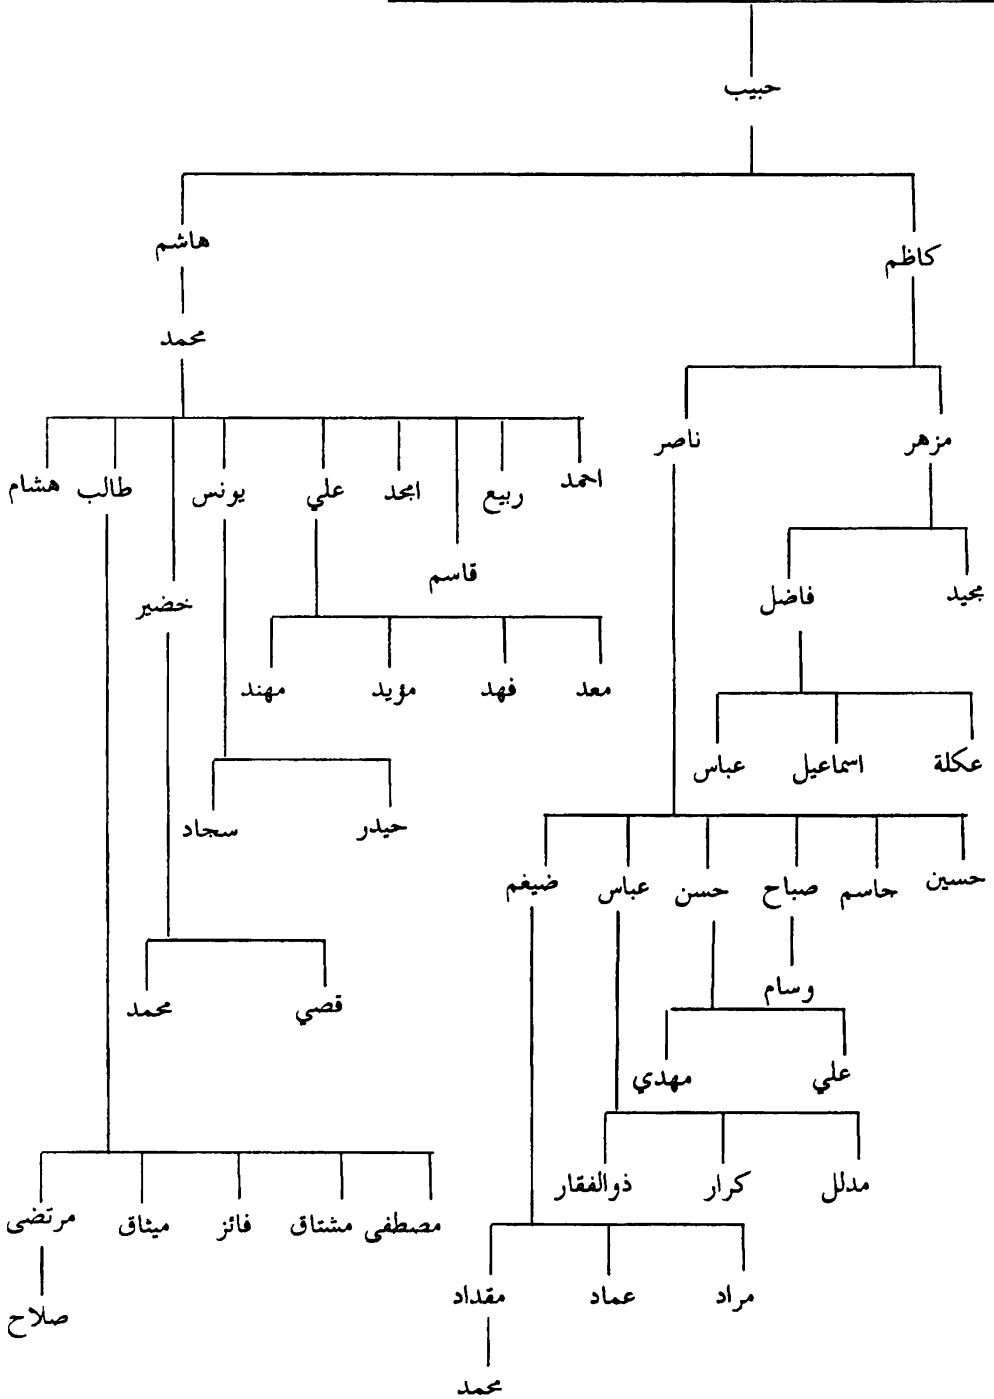 حبيب
كاظم
هاشم
محمد
مزهر
ناصر
احمد
ربيع
قاسم
امجد
علي
يونس
خضير
طالب
هشام
مجيد
فاضل
معد
فهد
مؤيد
مهند
عكلة
اسماعيل
عباس
حيدر
سجاد
حسين
حاسم
صباح
حسن
عباس
ضيغم
وسام
قصي
محمد
علي
مهدي
مدلل
كرار
ذوالفقار
مصطفى
مشتاق
فائز
ميثاق
مرتضى
مراد
عماد
مقداد
صلاح
محمد